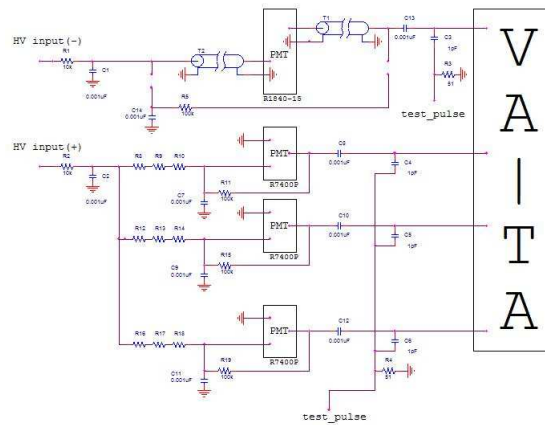 T1
C13
HV input(-)
T2
PMT
C3
1pF
R1
10k
C1
0.001uF
0.001uF
R3
51
R5
100k
R1840-15
C14
0.001uF
test_pulse
HV input(+)
R2
10k
C2
0.001uF
R8 R9 R10
PMT
R7400P
C8
0.001uF
C4
1pF
R11
100k
C7
0.001uF
R12 R13 R14
PMT
R7400P
C10
0.001uF
C5
1pF
R15
100k
C9
0.001uF
R16 R17 R18
PMT
R7400P
C12
0.001uF
C6
1pF
R19
100k
C11
0.001uF
R4
51
test_pulse
VA|TA